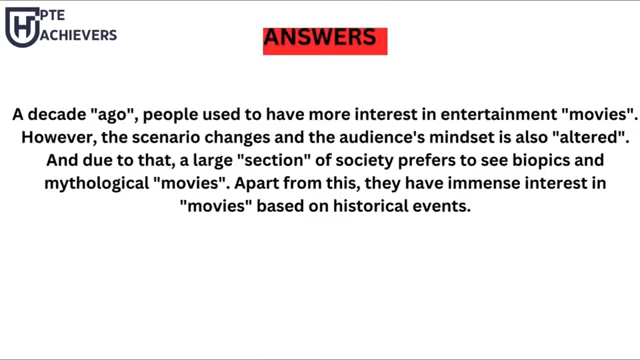 PTE
ACHIEVERS
ANSWERS
A decade "ago", people used to have more interest in entertainment "movies".
However, the scenario changes and the audience's mindset is also "altered".
And due to that, a large "section" of society prefers to see biopics and
mythological "movies". Apart from this, they have immense interest in
"movies" based on historical events.